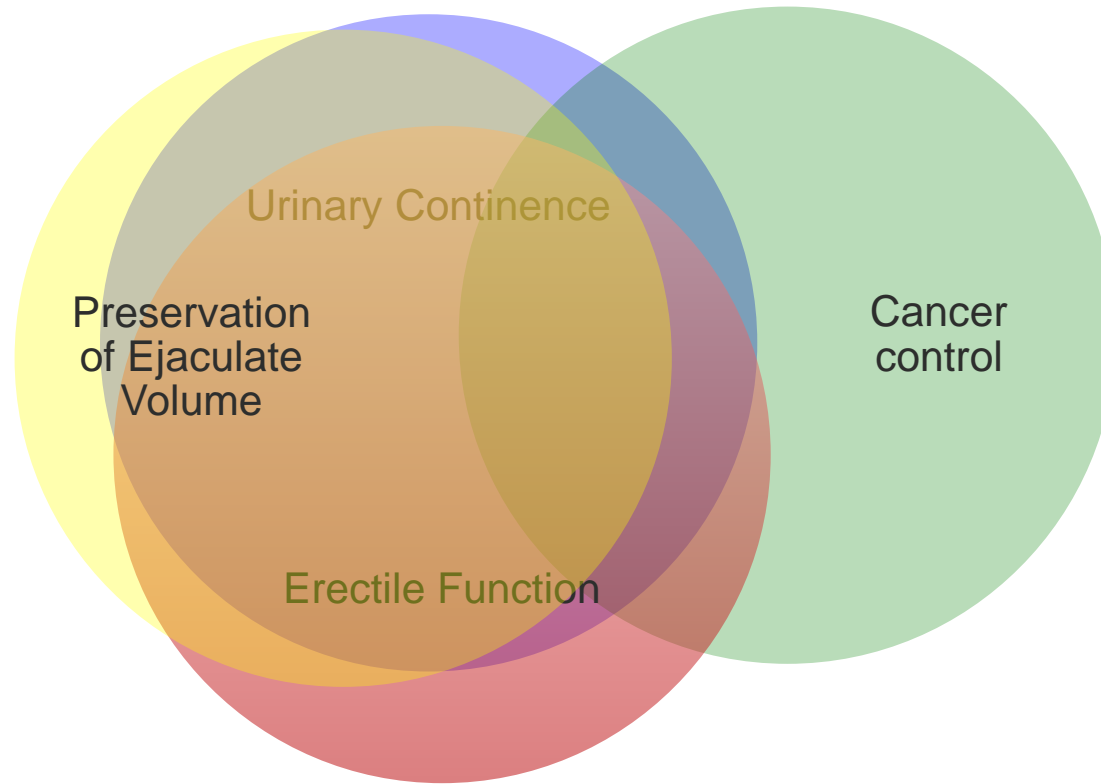 Urinary Continence
Preservation
of Ejaculate
Volume
Cancer
control
Erectile Function